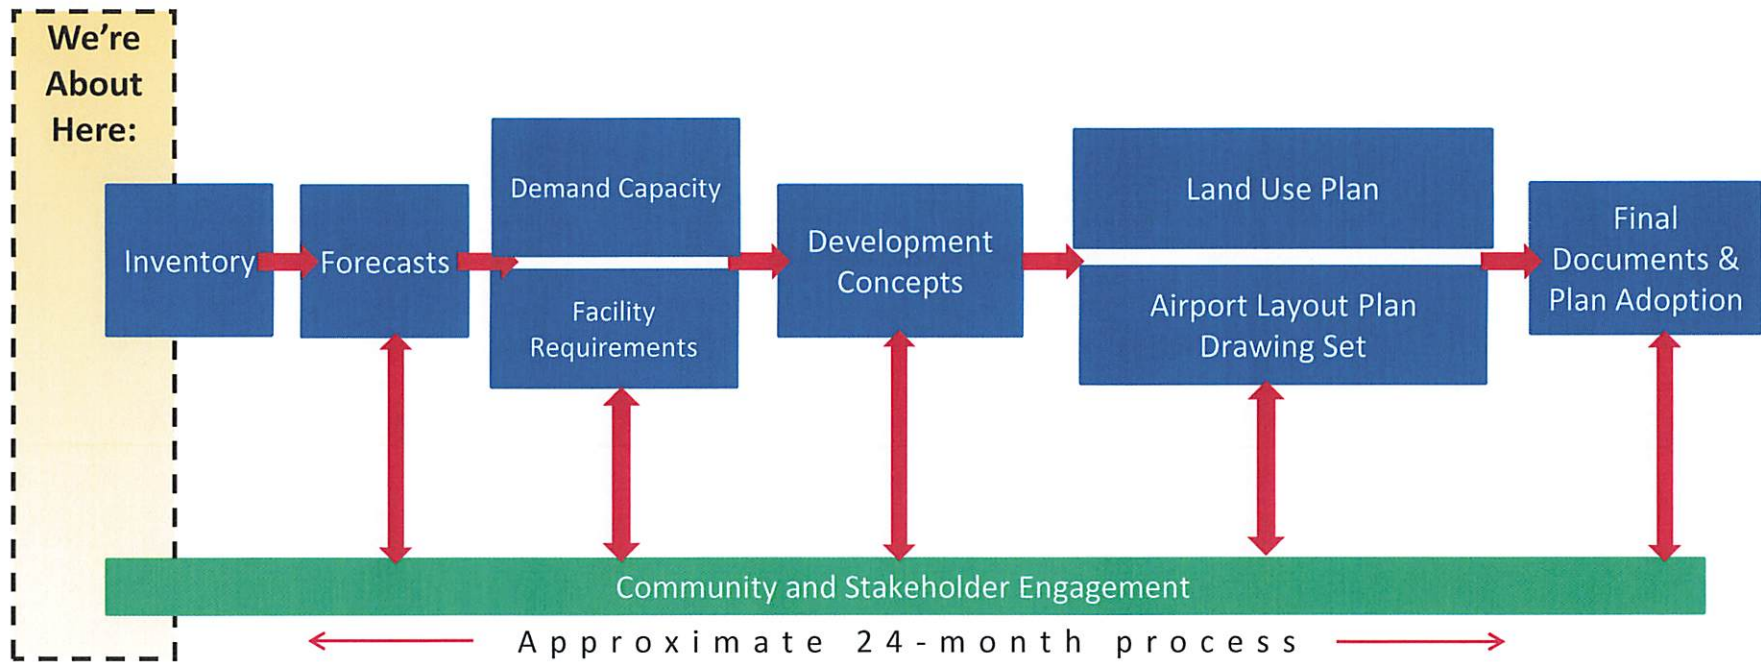 We're
About
Here:
Inventory
Forecasts
Demand Capacity
Facility
Requirements
Development
Concepts
Land Use Plan
Airport Layout Plan
Drawing Set
Final
Documents &
Plan Adoption
Community and Stakeholder Engagement
Approximate 24-month process